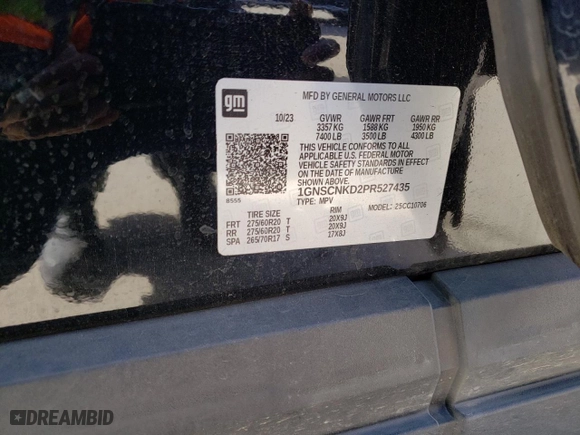 gm
MFD BY GENERAL MOTORS LLC
10/23 GVWR GAWR FRT GAWR RR
3357 KG 1588 KG 1950 KG
7400 LB 3500 LB 4300 LB
THIS VEHICLE CONFORMS TO ALL
APPLICABLE U.S. FEDERAL MOTOR
VEHICLE SAFETY STANDARDS IN EFFECT
ON THE DATE OF MANUFACTURE
SHOWN ABOVE.
1GNSCNKD2PR527435
8555 TYPE: MPV MODEL: 25CC10706
TIRE SIZE RIM
FRT 275/60R20 T 20X9J
RR 275/60R20 T 20X9J
SPA 265/70R17 S 17X8J
DREAMBID